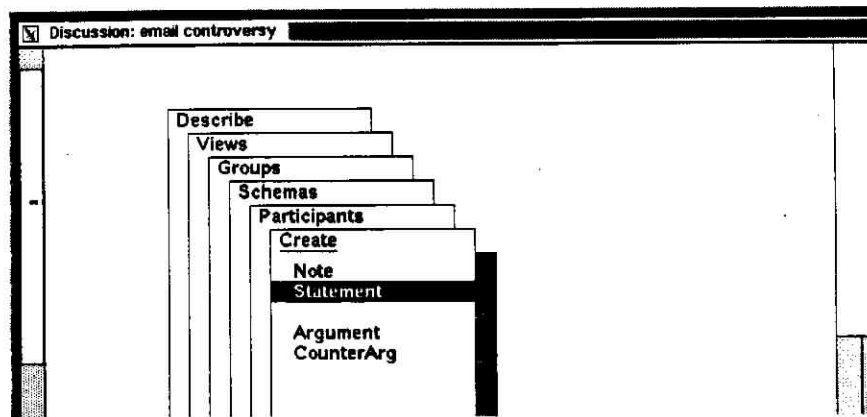 Discussion: email controversy
Describe
Views
Groups
Schemas
Participants
Create
Note
Statement
Argument
CounterArg